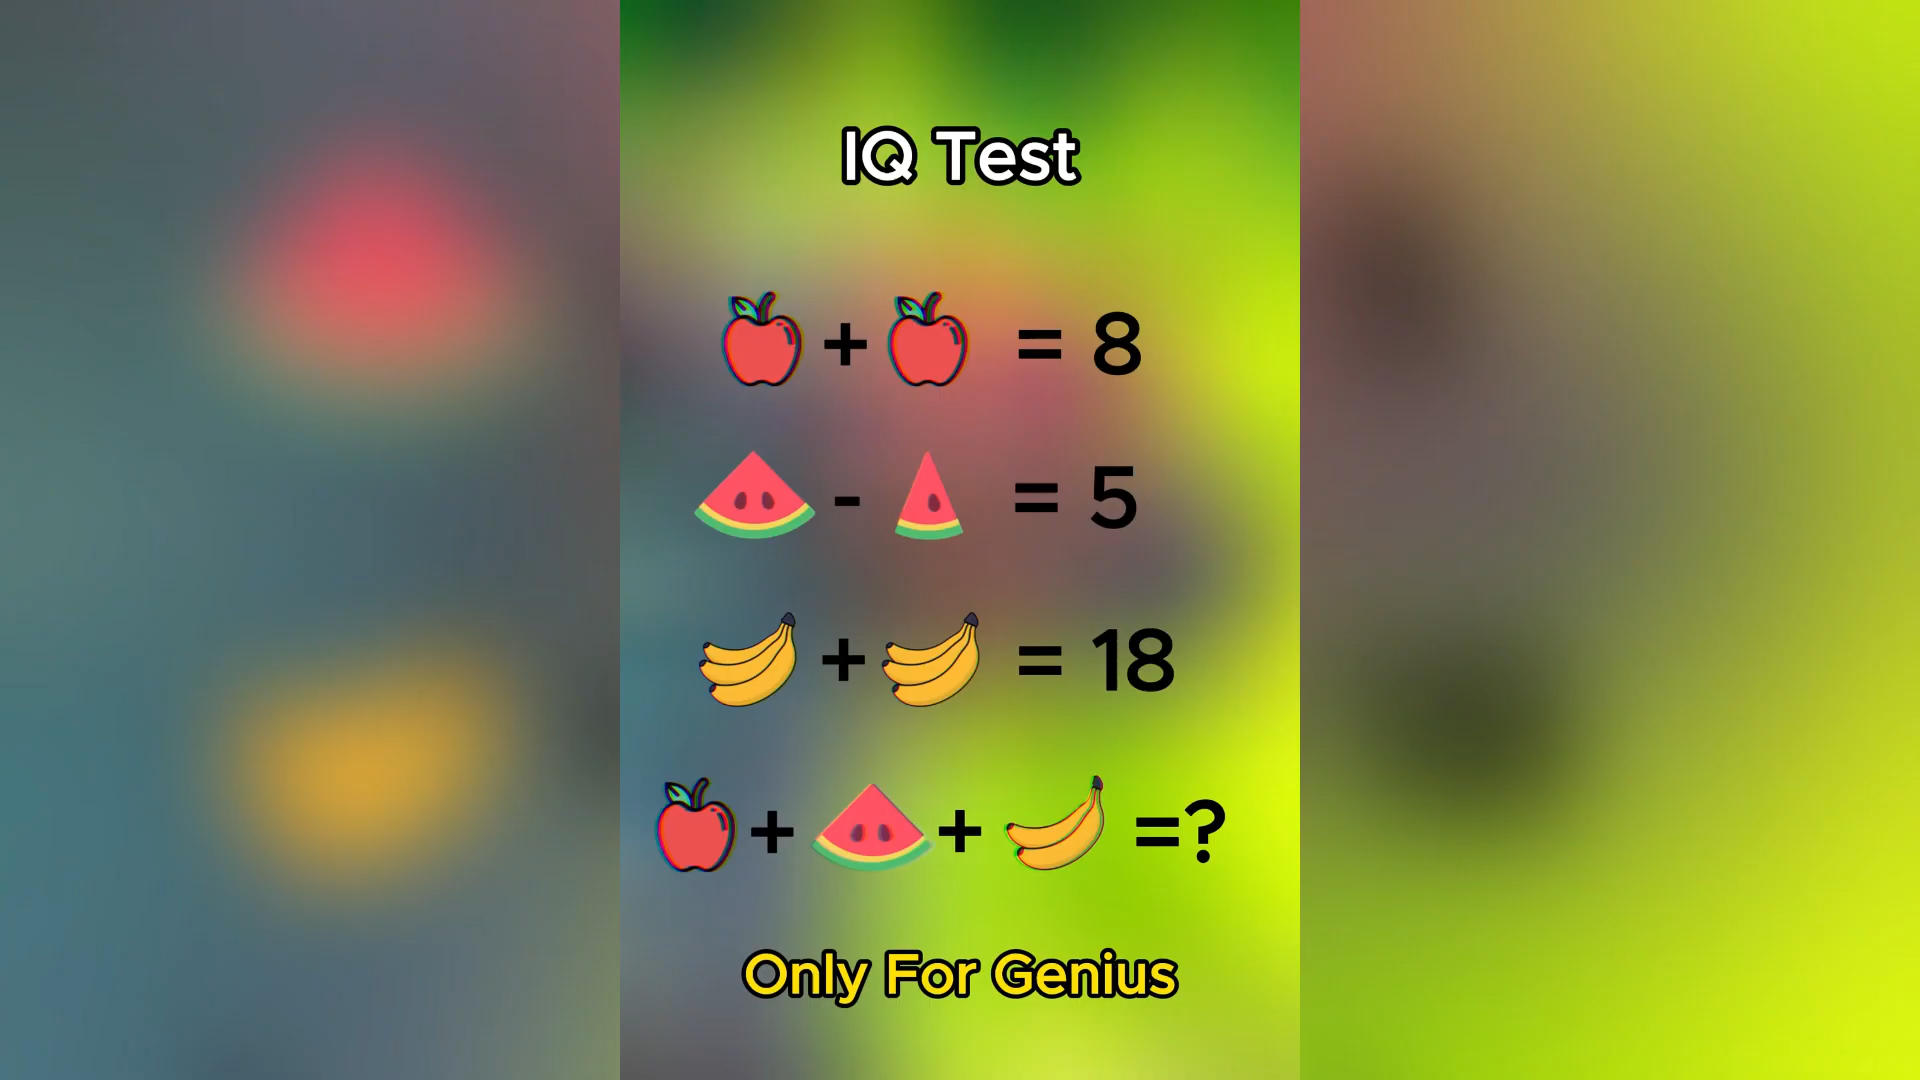 IQ Test
+ = 8
- = 5
+ = 18
+ + =?
Only For Genius